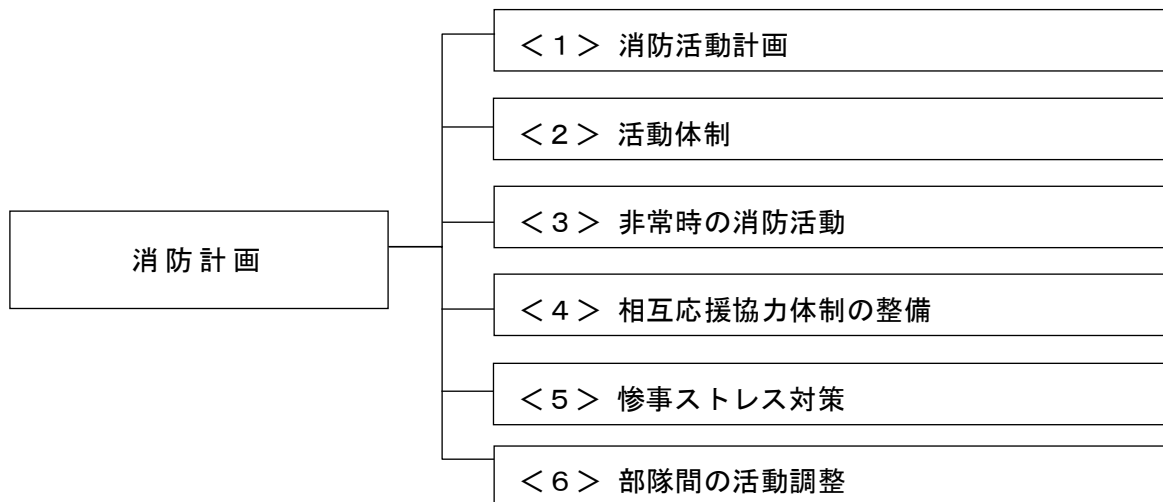 ＜１＞ 消防活動計画
＜２＞ 活動体制
＜３＞ 非常時の消防活動
消防計画
＜４＞ 相互応援協力体制の整備
＜５＞ 惨事ストレス対策
＜６＞ 部隊間の活動調整